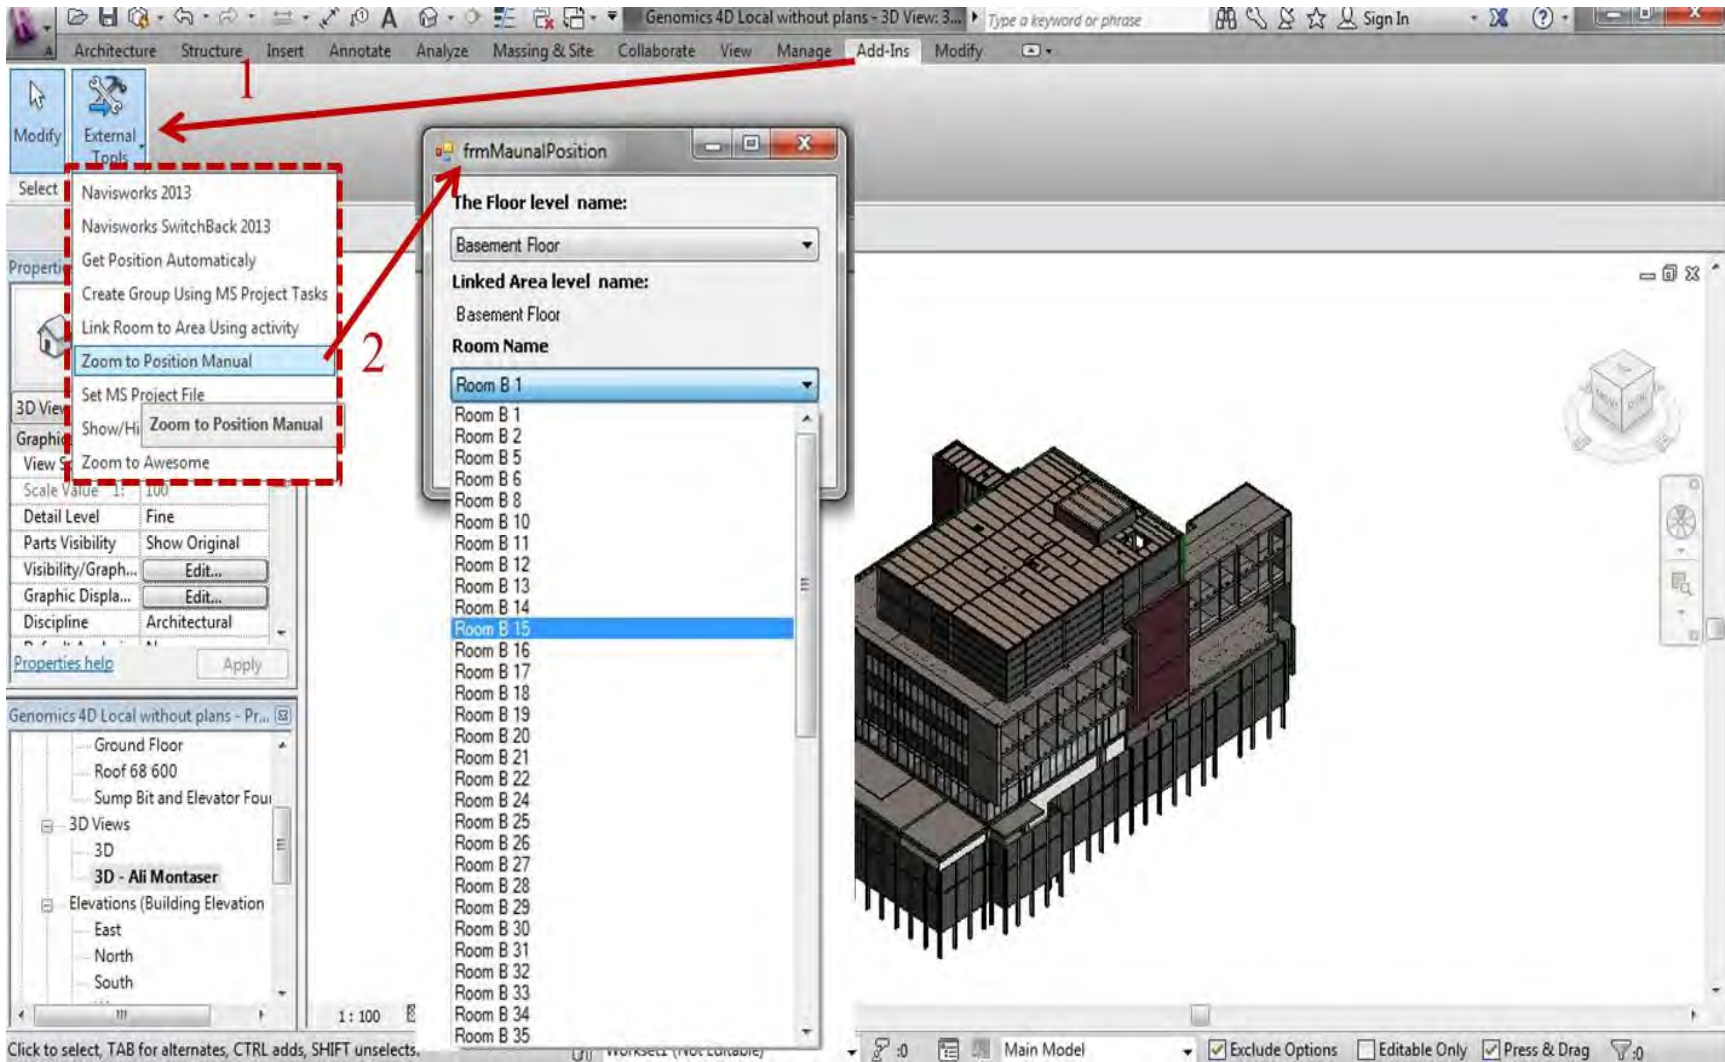 Genomics 4D Local without plans - 3D View: 3...
Type a keyword or phrase
Sign In
Architecture Structure Insert Annotate Analyze Massing & Site Collaborate View Manage Add-Ins Modify
1
Modify
External
Tools
Select
Navisworks 2013
Navisworks SwitchBack 2013
Get Position Automaticaly
Create Group Using MS Project Tasks
Link Room to Area Using activity
Zoom to Position Manual
Set MS Project File
Show/Hi
Zoom to Position Manual
Zoom to Awesome
2
frmMaunalPosition
The Floor level name:
Basement Floor
Linked Area level name:
Basement Floor
Room Name
Room B 1
Room B 1
Room B 2
Room B 5
Room B 6
Room B 8
Room B 10
Room B 11
Room B 12
Room B 13
Room B 14
Room B 15
Room B 16
Room B 17
Room B 18
Room B 19
Room B 20
Room B 21
Room B 22
Room B 24
Room B 25
Room B 26
Room B 27
Room B 28
Room B 29
Room B 30
Room B 31
Room B 32
Room B 33
Room B 34
Room B 35
Properti
3D View
Graphic
View S
Scale Value 1: 100
Detail Level Fine
Parts Visibility Show Original
Visibility/Graph... Edit...
Graphic Displa... Edit...
Discipline Architectural
Properties help Apply
Genomics 4D Local without plans - Pr...
Ground Floor
Roof 68 600
Sump Bit and Elevator Four
3D Views
3D
3D - Ali Montaser
Elevations (Building Elevation
East
North
South
1 : 100
Click to select, TAB for alternates, CTRL adds, SHIFT unselects.
Workset1 (Not Editable)
:0
Main Model
Exclude Options
Editable Only
Press & Drag
:0